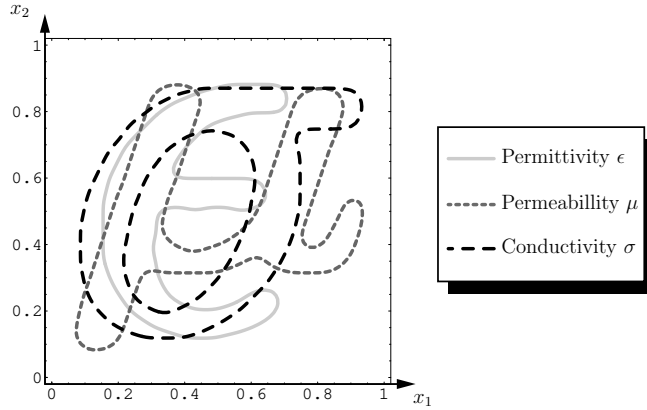 x₂
1
0.8
0.6
0.4
0.2
0
0 0.2 0.4 0.6 0.8 1
x₁
Permittivity ϵ
Permeabillity μ
Conductivity σ